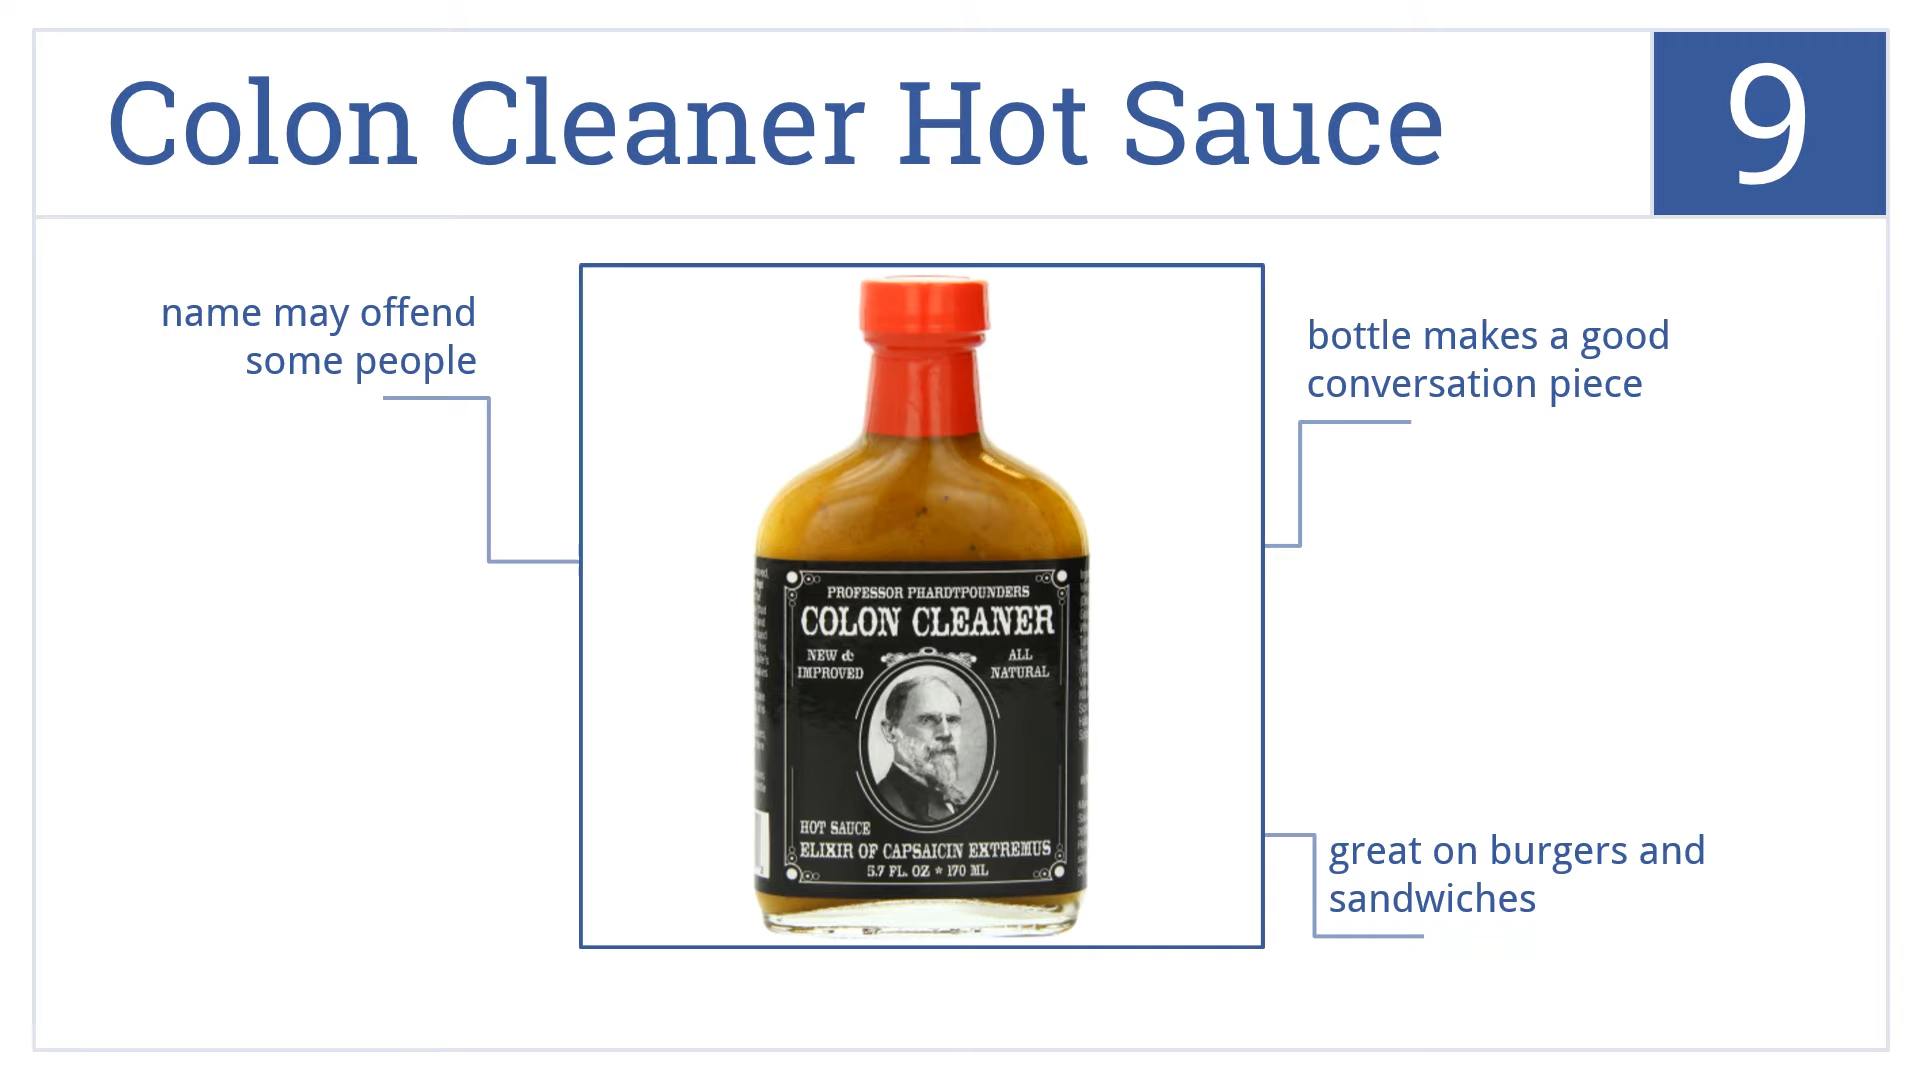 Colon Cleaner Hot Sauce
9
name may offend
some people
bottle makes a good
conversation piece
PROFESSOR PHARDTPOUNDERS
COLON CLEANER
NEW &
IMPROVED
ALL
NATURAL
HOT SAUCE
ELIXIR OF CAPSAICIN EXTREMUS
5.7 FL. OZ * 170 ML
great on burgers and
sandwiches